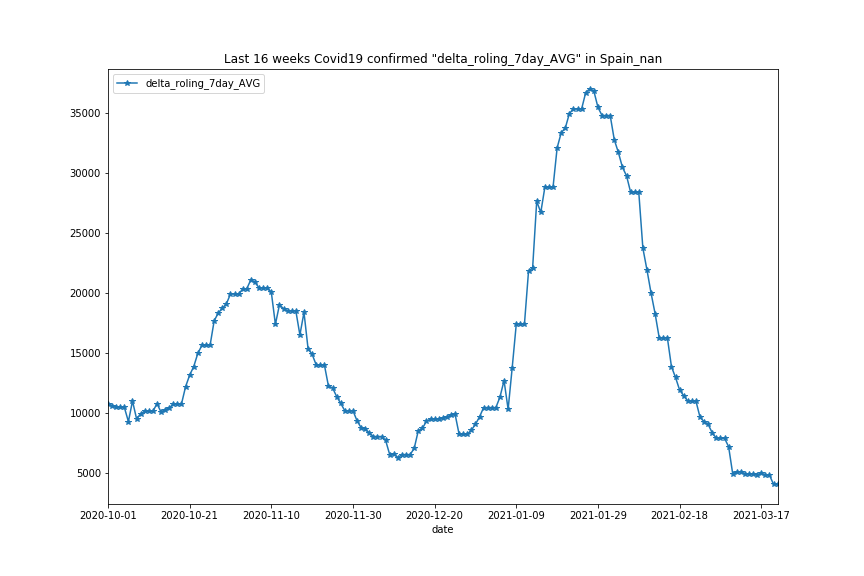 Last 16 weeks Covid19 confirmed "delta_roling_7day_AVG" in Spain_nan
delta_roling_7day_AVG
35000
30000
25000
20000
15000
10000
5000
2020-10-01 2020-10-21 2020-11-10 2020-11-30 2020-12-20 2021-01-09 2021-01-29 2021-02-18 2021-03-17
date